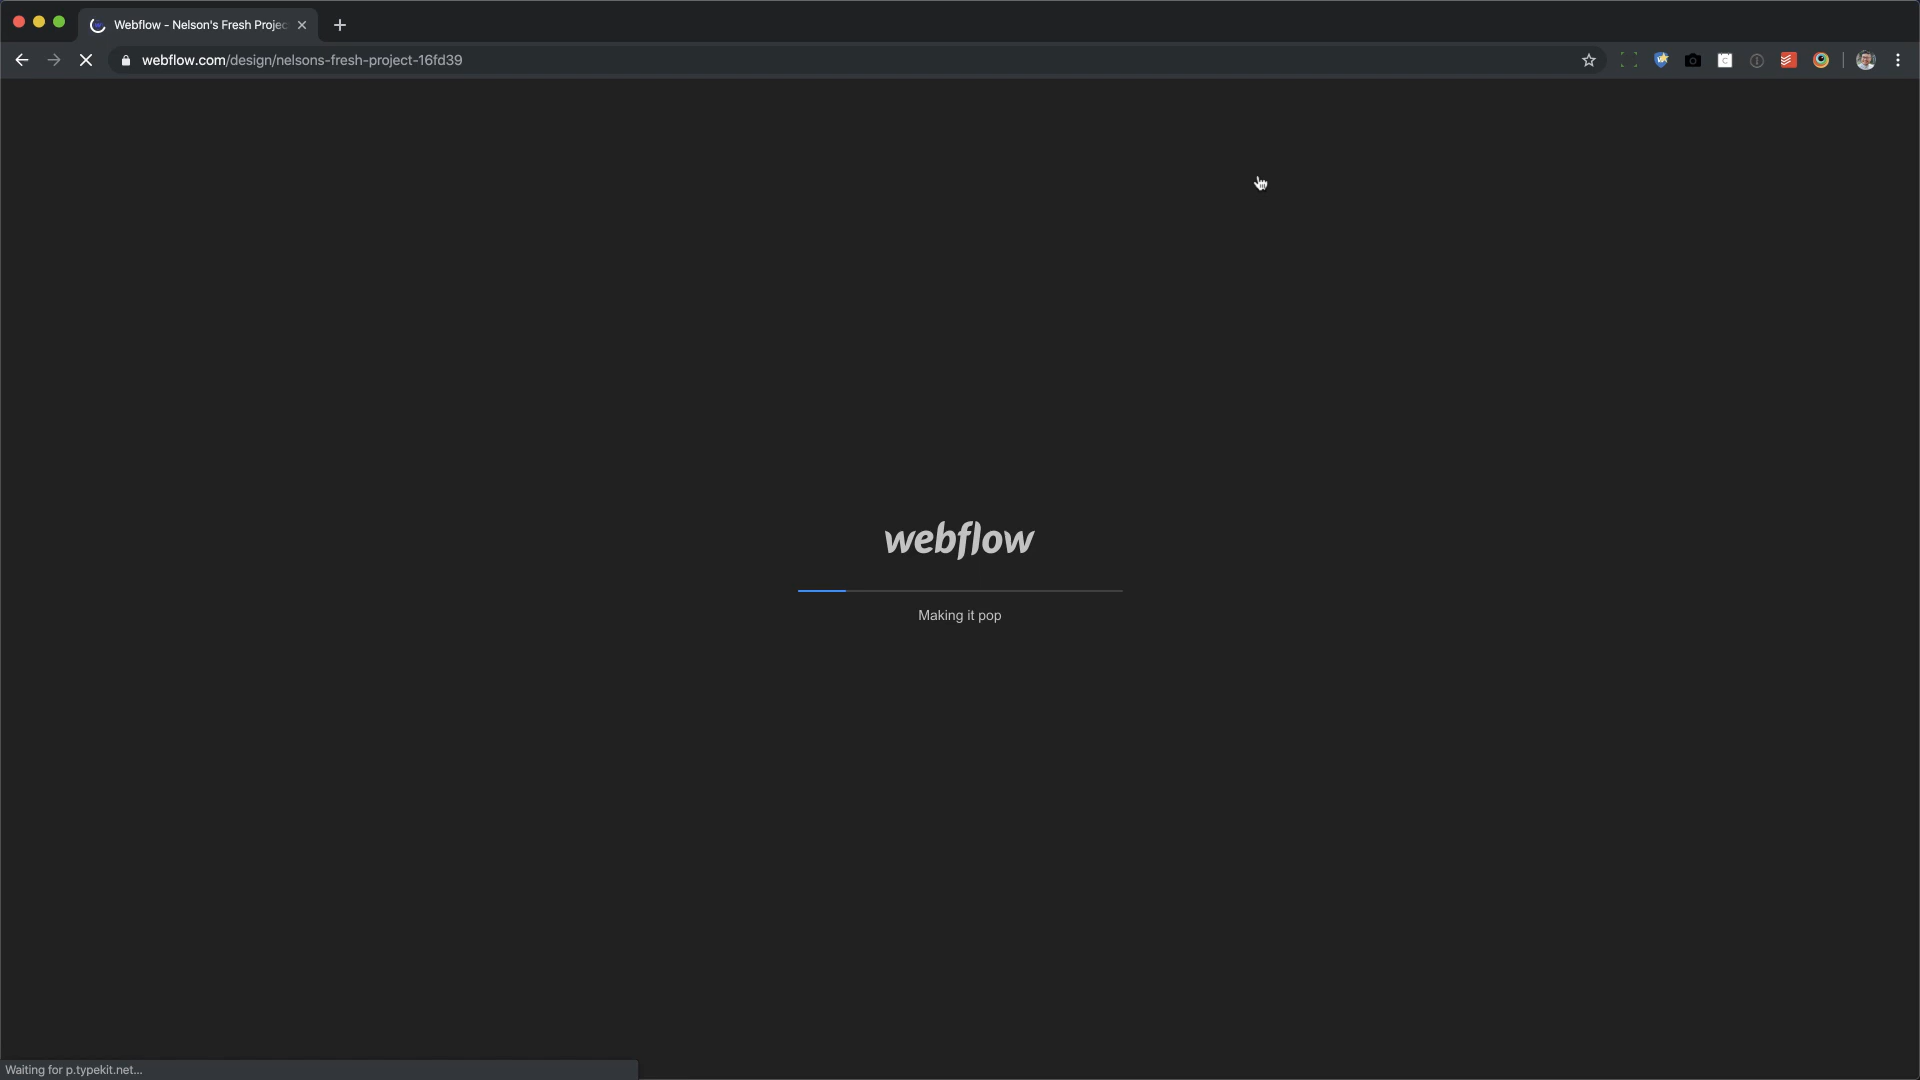 Webflow - Nelson's Fresh Projec
webflow.com/design/nelsons-fresh-project-16fd39
webflow
Making it pop
Waiting for p.typekit.net...